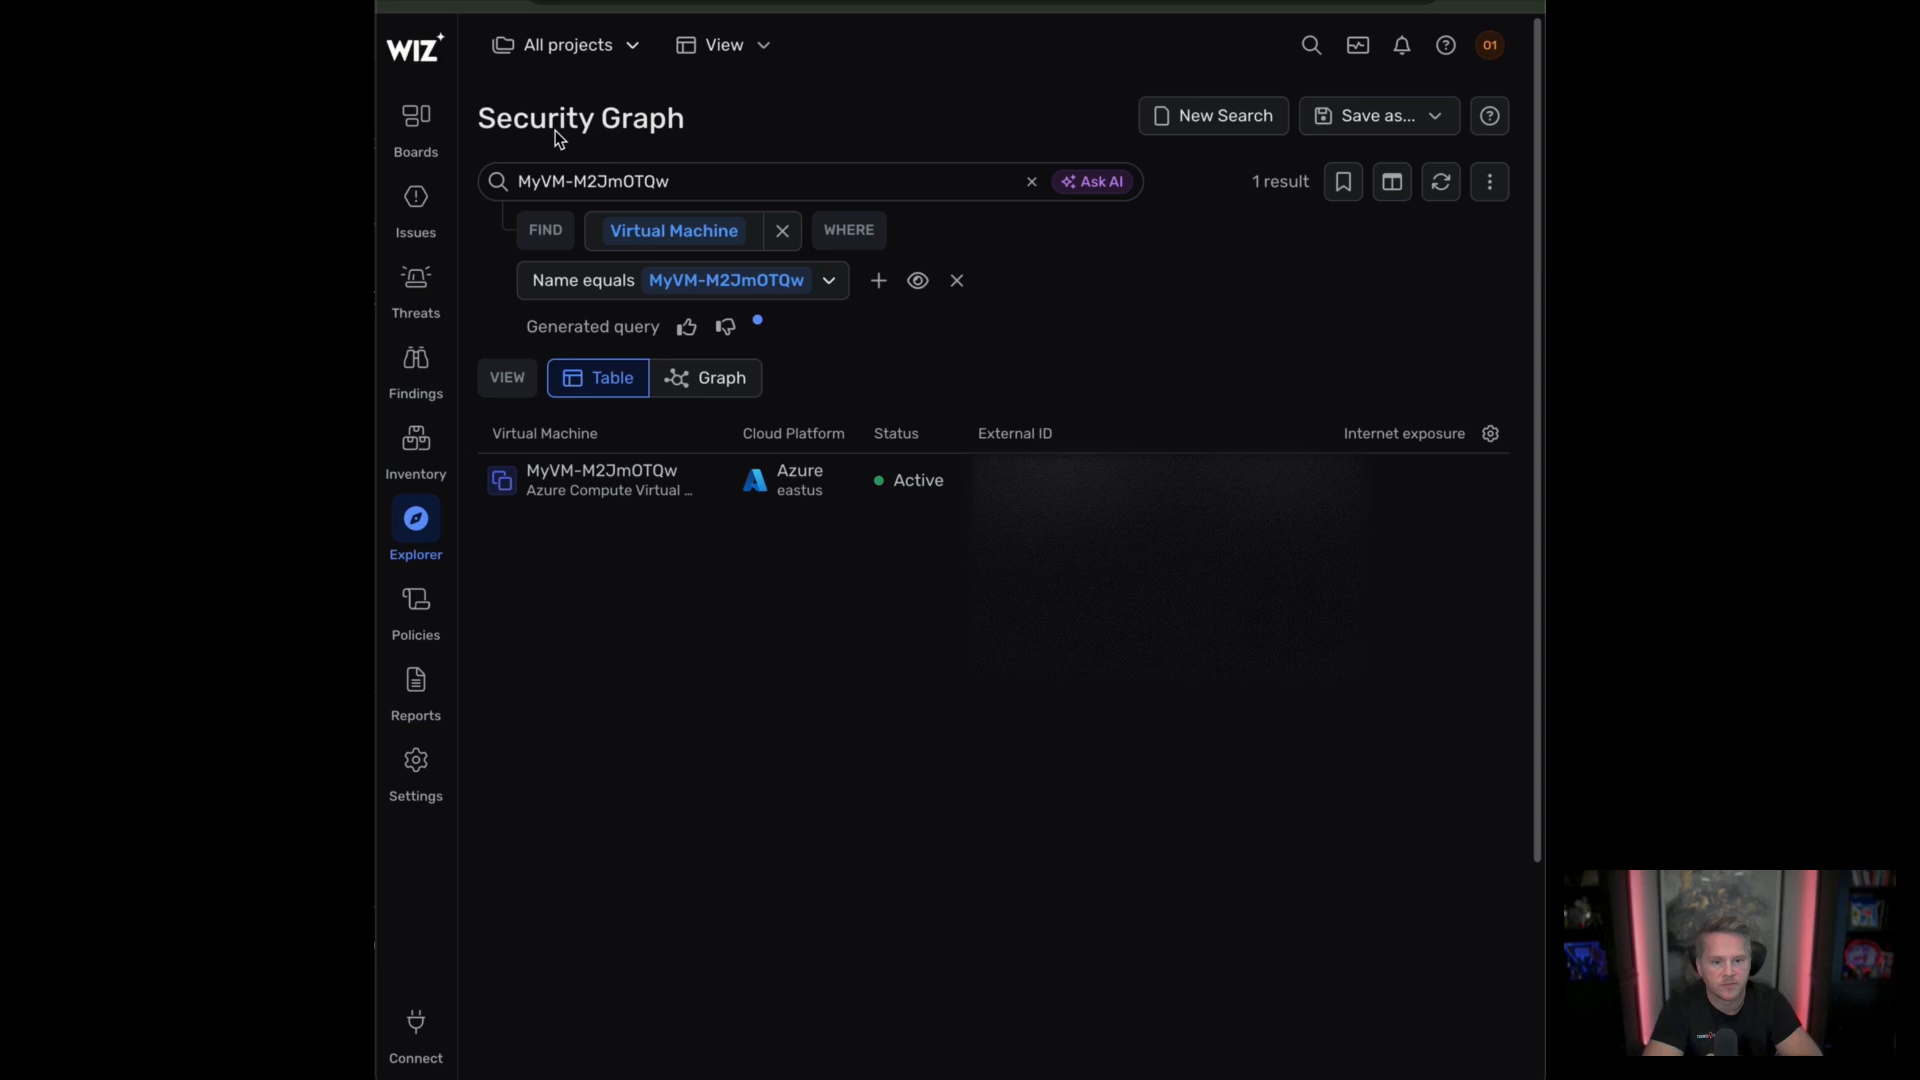 WIZ
All projects
View
01
Boards
Issues
Threats
Findings
Inventory
Explorer
Policies
Reports
Settings
Connect
Security Graph
New Search
Save as...
MyVM-M2JmOTQw
Ask AI
1 result
FIND
Virtual Machine
WHERE
Name equals MyVM-M2JmOTQw
Generated query
VIEW
Table
Graph
Virtual Machine
Cloud Platform
Status
External ID
Internet exposure
MyVM-M2JmOTQw
Azure Compute Virtual ...
Azure
eastus
Active